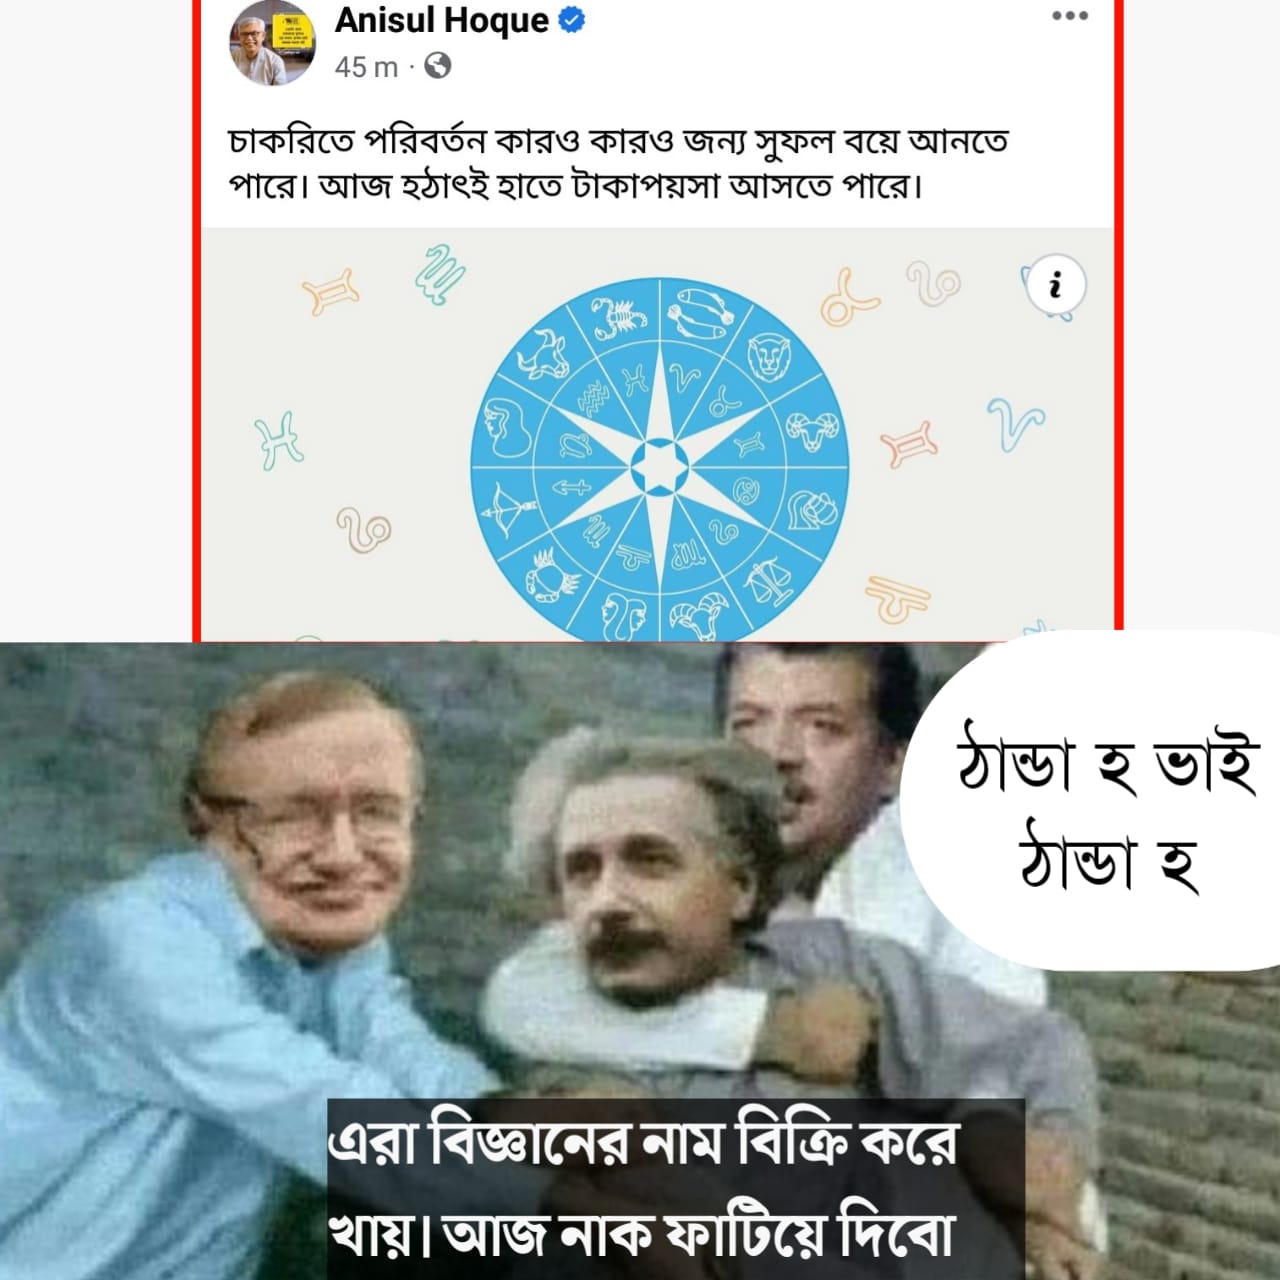 Anisul Hoque
45 m ·
চাকরিতে পরিবর্তন কারও কারও জন্য সুফল বয়ে আনতে
পারে। আজ হঠাৎই হাতে টাকাপয়সা আসতে পারে।
i
ঠান্ডা হ ভাই
ঠান্ডা হ
এরা বিজ্ঞানের নাম বিক্রি করে
খায়। আজ নাক ফাটিয়ে দিবো